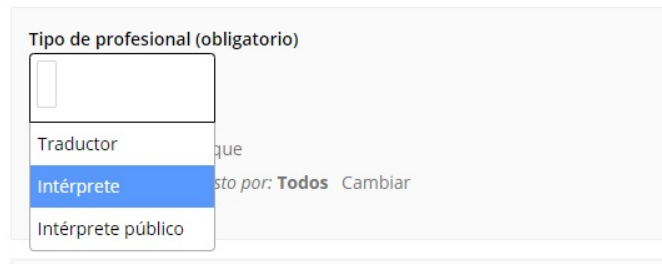 Tipo de profesional (obligatorio)
Traductor
que
Intérprete
sto por: Todos Cambiar
Intérprete público